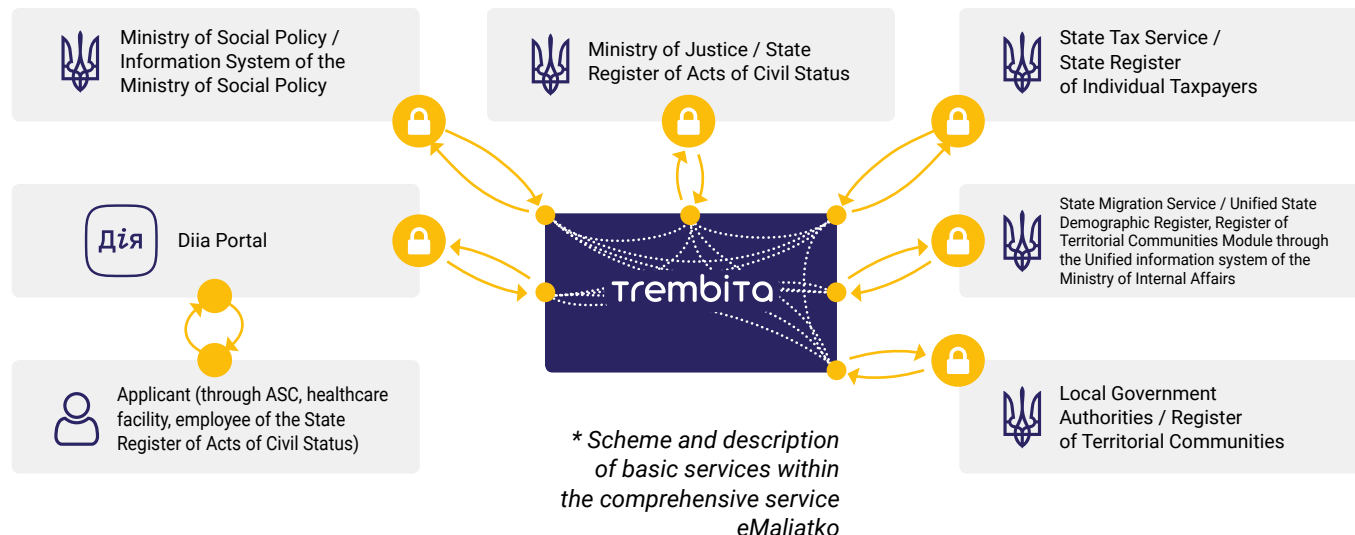 Ministry of Social Policy /
Information System of the
Ministry of Social Policy
Ministry of Justice / State
Register of Acts of Civil Status
State Tax Service /
State Register
of Individual Taxpayers
Дія
Diia Portal
State Migration Service / Unified State
Demographic Register, Register of
Territorial Communities Module through
the Unified information system of the
Ministry of Internal Affairs
тrembiтa
Applicant (through ASC, healthcare
facility, employee of the State
Register of Acts of Civil Status)
Local Government
Authorities / Register
of Territorial Communities
* Scheme and description
of basic services within
the comprehensive service
eMaliatko